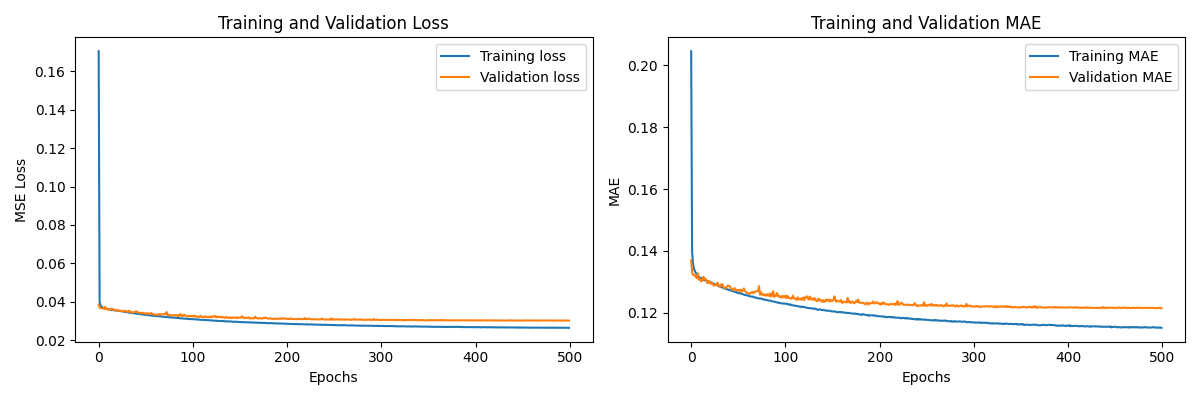 Training and Validation Loss
Training loss
Validation loss
MSE Loss
0.16
0.14
0.12
0.10
0.08
0.06
0.04
0.02
0
100
200
300
400
500
Epochs
Training and Validation MAE
Training MAE
Validation MAE
MAE
0.20
0.18
0.16
0.14
0.12
0
100
200
300
400
500
Epochs